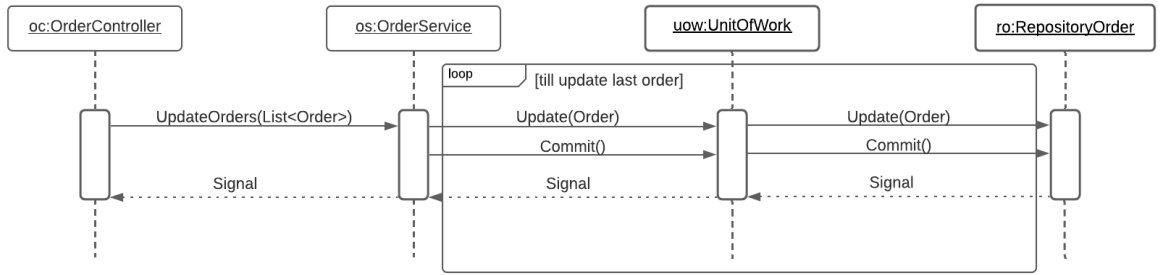 oc:OrderController
os:OrderService
uow:UnitOfWork
ro:RepositoryOrder
loop
[till update last order]
UpdateOrders(List<Order>)
Update(Order)
Update(Order)
Commit()
Commit()
Signal
Signal
Signal